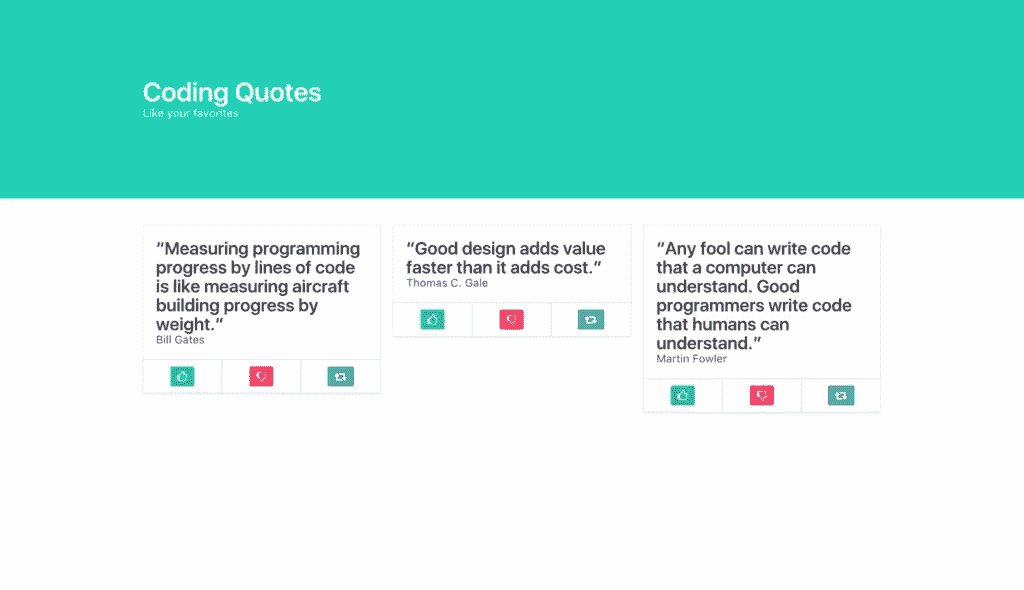 Coding Quotes
Like your favorites
“Measuring programming
progress by lines of code
is like measuring aircraft
building progress by
weight.”
Bill Gates
“Good design adds value
faster than it adds cost.”
Thomas C. Gale
“Any fool can write code
that a computer can
understand. Good
programmers write code
that humans can
understand.”
Martin Fowler